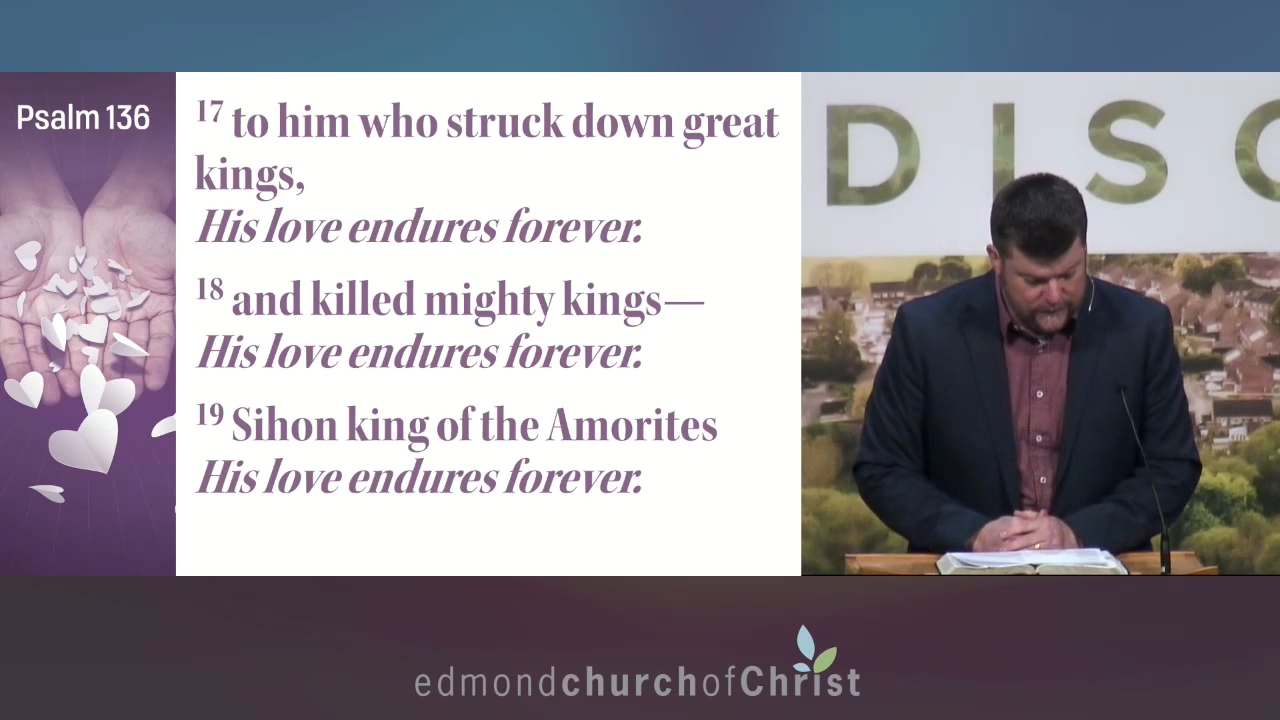 Psalm 136
17 to him who struck down great
kings,
His love endures forever.
18 and killed mighty kings—
His love endures forever.
19 Sihon king of the Amorites
His love endures forever.
DISC
edmondchurchofChrist